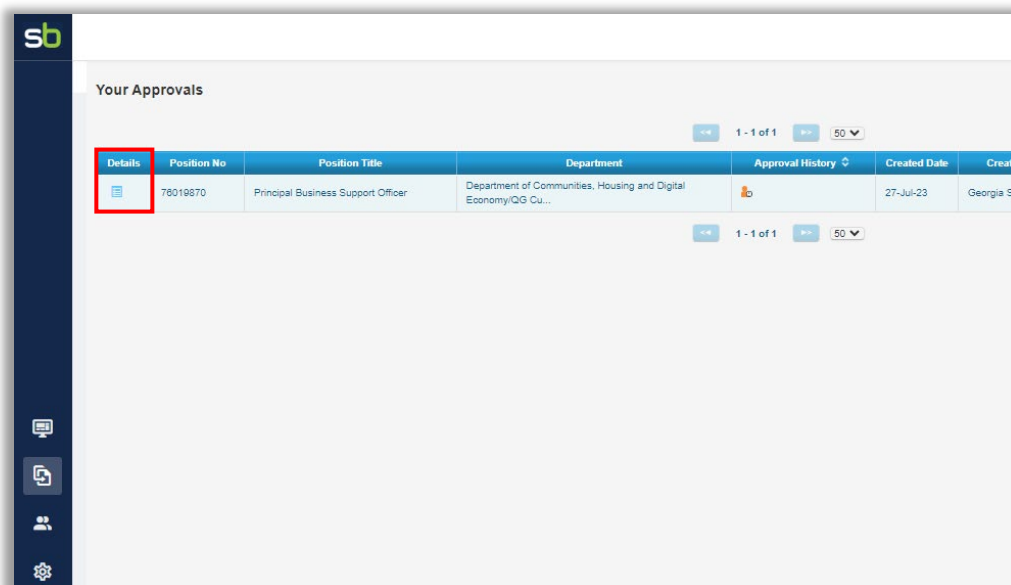 sb
Your Approvals
<< 1 - 1 of 1 >> 50
Details Position No Position Title Department Approval History Created Date Creat
76019870 Principal Business Support Officer Department of Communities, Housing and Digital Economy/QG Cu... 27-Jul-23 Georgia S
<< 1 - 1 of 1 >> 50